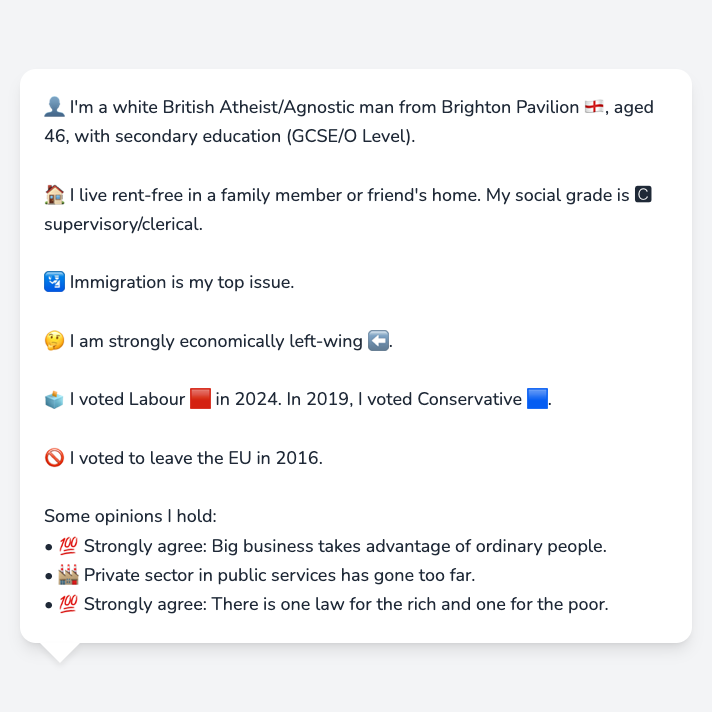 👤 I'm a white British Atheist/Agnostic man from Brighton Pavilion 🏴󠁧󠁢󠁥󠁮󠁧󠁿, aged
46, with secondary education (GCSE/O Level).
🏠 I live rent-free in a family member or friend's home. My social grade is 🅲
supervisory/clerical.
🛂 Immigration is my top issue.
🤔 I am strongly economically left-wing ⬅️.
🗳️ I voted Labour 🟥 in 2024. In 2019, I voted Conservative 🟦.
🚫 I voted to leave the EU in 2016.
Some opinions I hold:
• 💯 Strongly agree: Big business takes advantage of ordinary people.
• 🏭 Private sector in public services has gone too far.
• 💯 Strongly agree: There is one law for the rich and one for the poor.